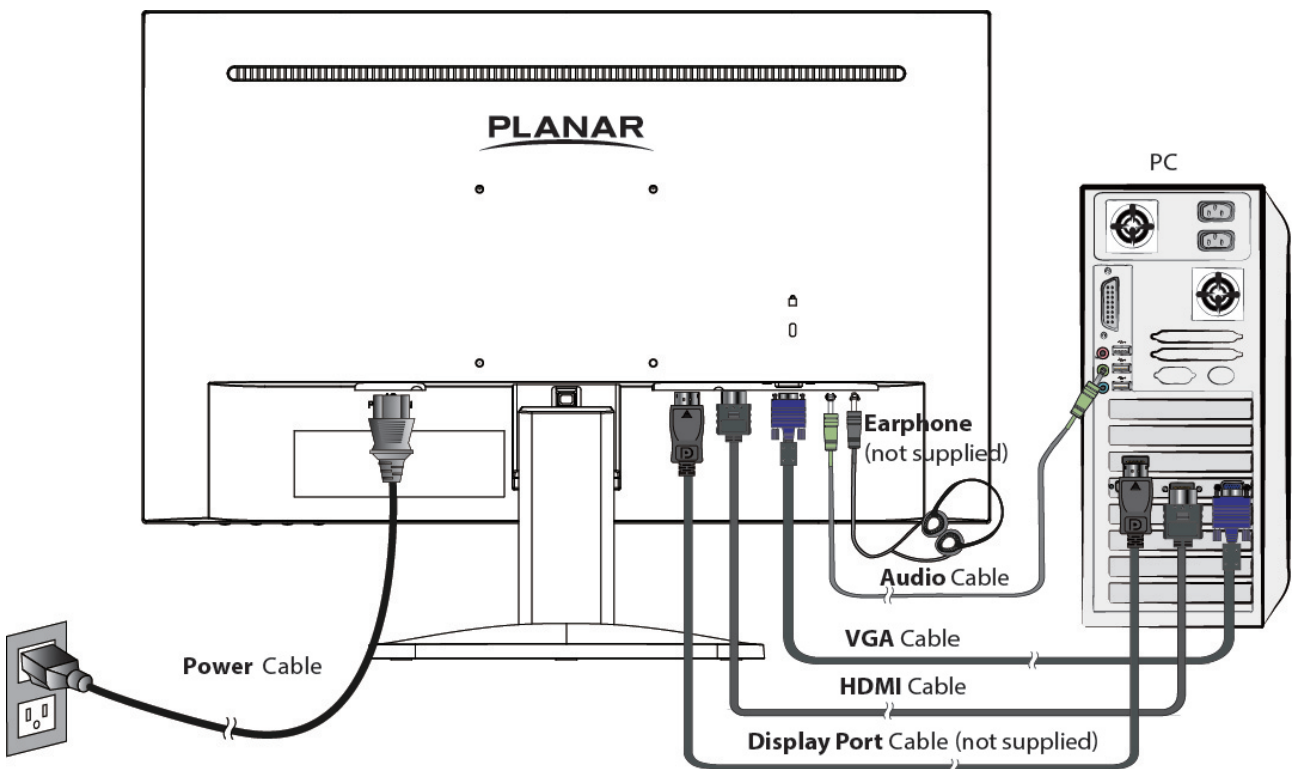 PLANAR
PC
Earphone
(not supplied)
Audio Cable
VGA Cable
Power Cable
HDMI Cable
Display Port Cable (not supplied)